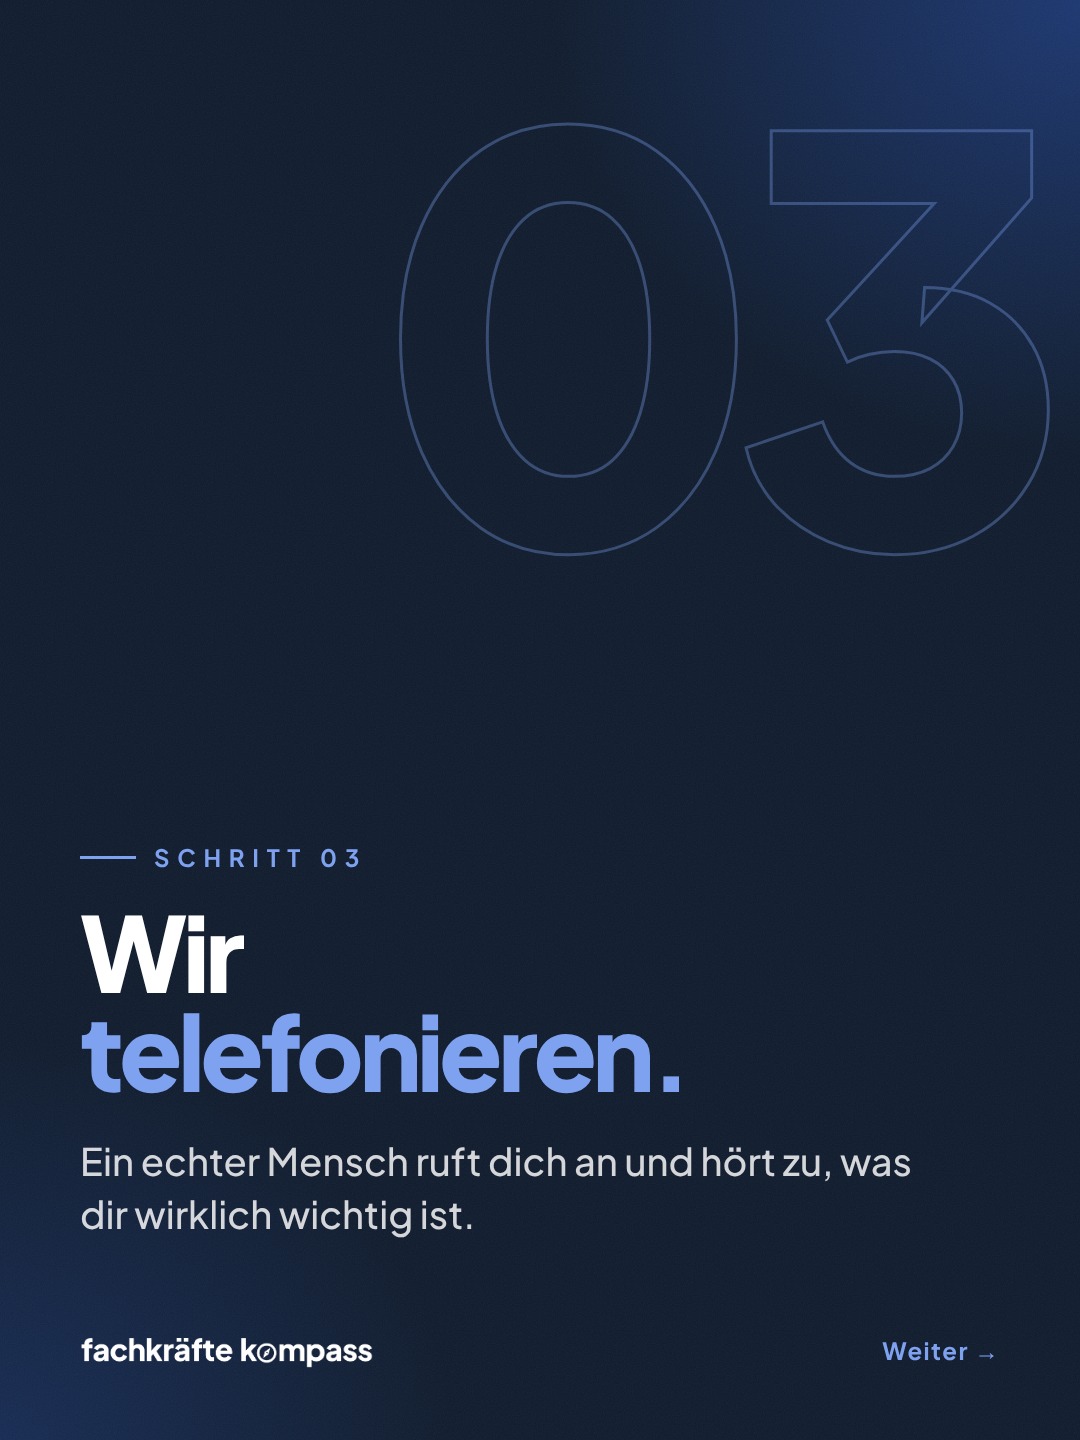 03
SCHRITT 03
Wir
telefonieren.
Ein echter Mensch ruft dich an und hört zu, was
dir wirklich wichtig ist.
fachkräfte kompass
Weiter →